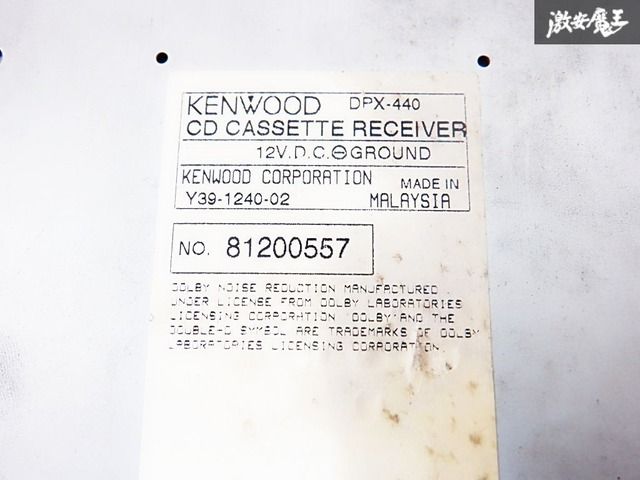 激安魔王
KENWOOD DPX-440
CD CASSETTE RECEIVER
12V.D.C.⊖GROUND
KENWOOD CORPORATION MADE IN
Y39-1240-02 MALAYSIA
NO. 81200557
DOLBY NOISE REDUCTION MANUFACTURED
UNDER LICENSE FROM DOLBY LABORATORIES
LICENSING CORPORATION "DOLBY" AND THE
DOUBLE-D SYMBOL ARE TRADEMARKS OF DOLBY
LABORATORIES LICENSING CORPORATION.